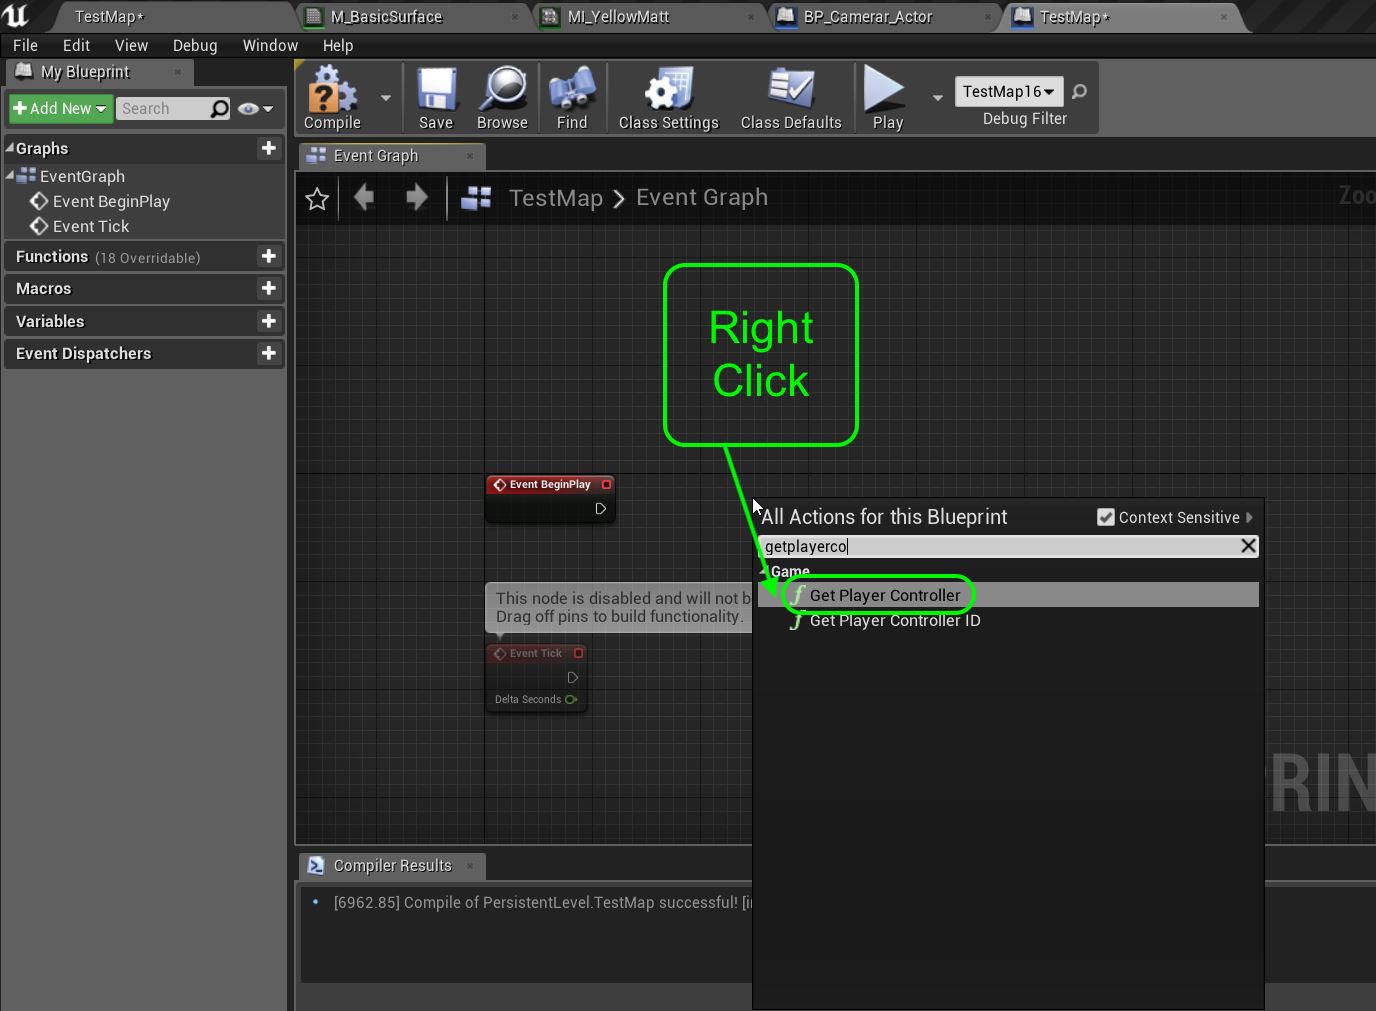 TestMap*
M_BasicSurface
MI_YellowMatt
BP_Camerar_Actor
TestMap*
File Edit View Debug Window Help
My Blueprint
Add New
Search
Compile
Save
Browse
Find
Class Settings
Class Defaults
Play
TestMap16
Debug Filter
Graphs
EventGraph
Event BeginPlay
Event Tick
Functions (18 Overridable)
Macros
Variables
Event Dispatchers
Event Graph
TestMap > Event Graph
Zoo
Right
Click
Event BeginPlay
This node is disabled and will not b
Drag off pins to build functionality.
Event Tick
Delta Seconds
All Actions for this Blueprint
Context Sensitive
getplayerco
Game
Get Player Controller
Get Player Controller ID
RIN
Compiler Results
[6962.85] Compile of PersistentLevel.TestMap successful! [i